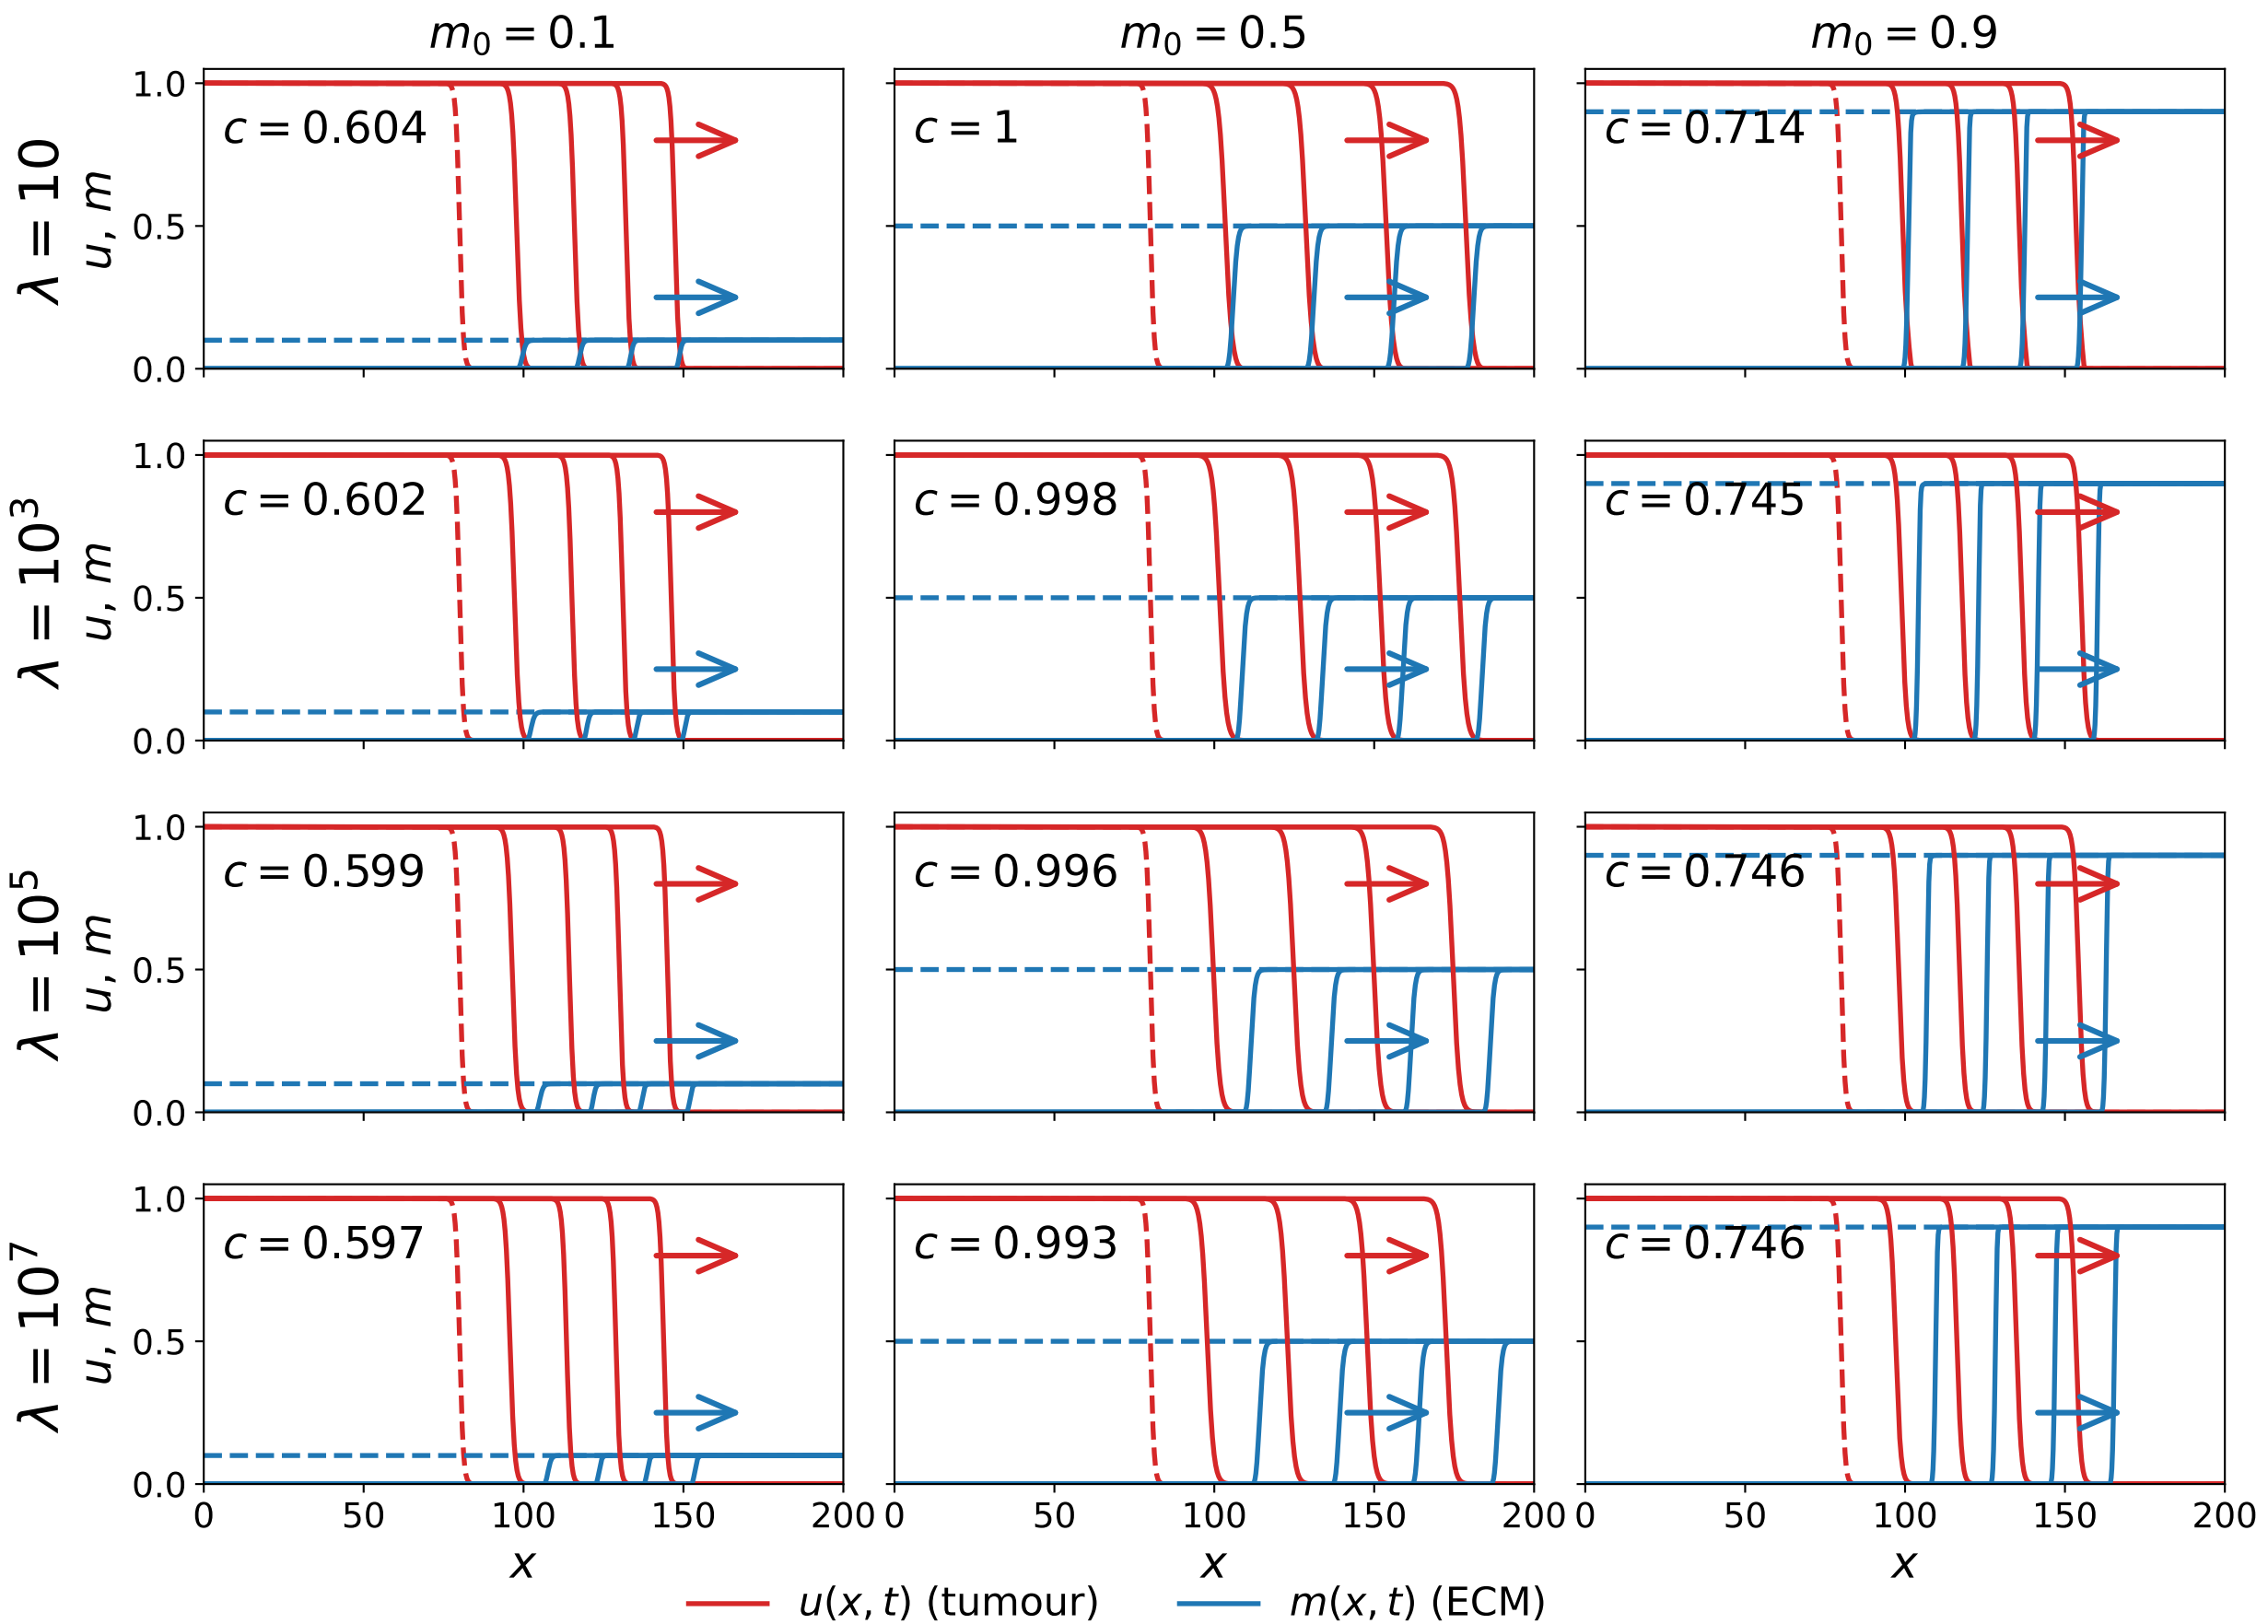 m₀ = 0.1 m₀ = 0.5 m₀ = 0.9
λ = 10
u, m
1.0
0.5
0.0
c = 0.604
c = 1
c = 0.714
λ = 10³
u, m
1.0
0.5
0.0
c = 0.602
c = 0.998
c = 0.745
λ = 10⁵
u, m
1.0
0.5
0.0
c = 0.599
c = 0.996
c = 0.746
λ = 10⁷
u, m
1.0
0.5
0.0
c = 0.597
c = 0.993
c = 0.746
0 50 100 150 200 0 50 100 150 200 0 50 100 150 200
x x x
u(x, t) (tumour) m(x, t) (ECM)